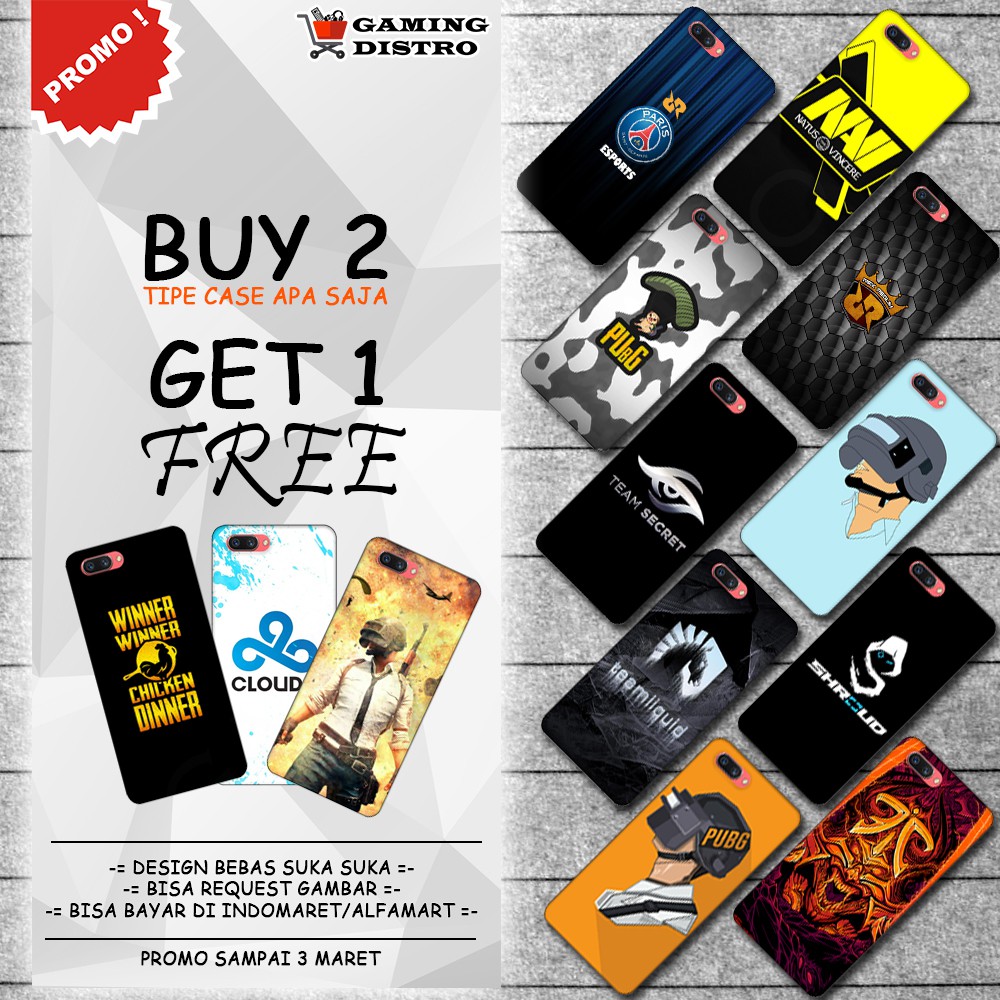 PROMO !
GAMING
DISTRO
BUY 2
TIPE CASE APA SAJA
GET 1
FREE
WINNER
WINNER
CHICKEN
DINNER
CLOUD
-= DESIGN BEBAS SUKA SUKA =-
-= BISA REQUEST GAMBAR =-
-= BISA BAYAR DI INDOMARET/ALFAMART =-
PROMO SAMPAI 3 MARET
PARIS
ESPORTS
NAVI
NATUS VINCERE
PUBG
TEAM SECRET
teamliquid
SHROUD
PUBG